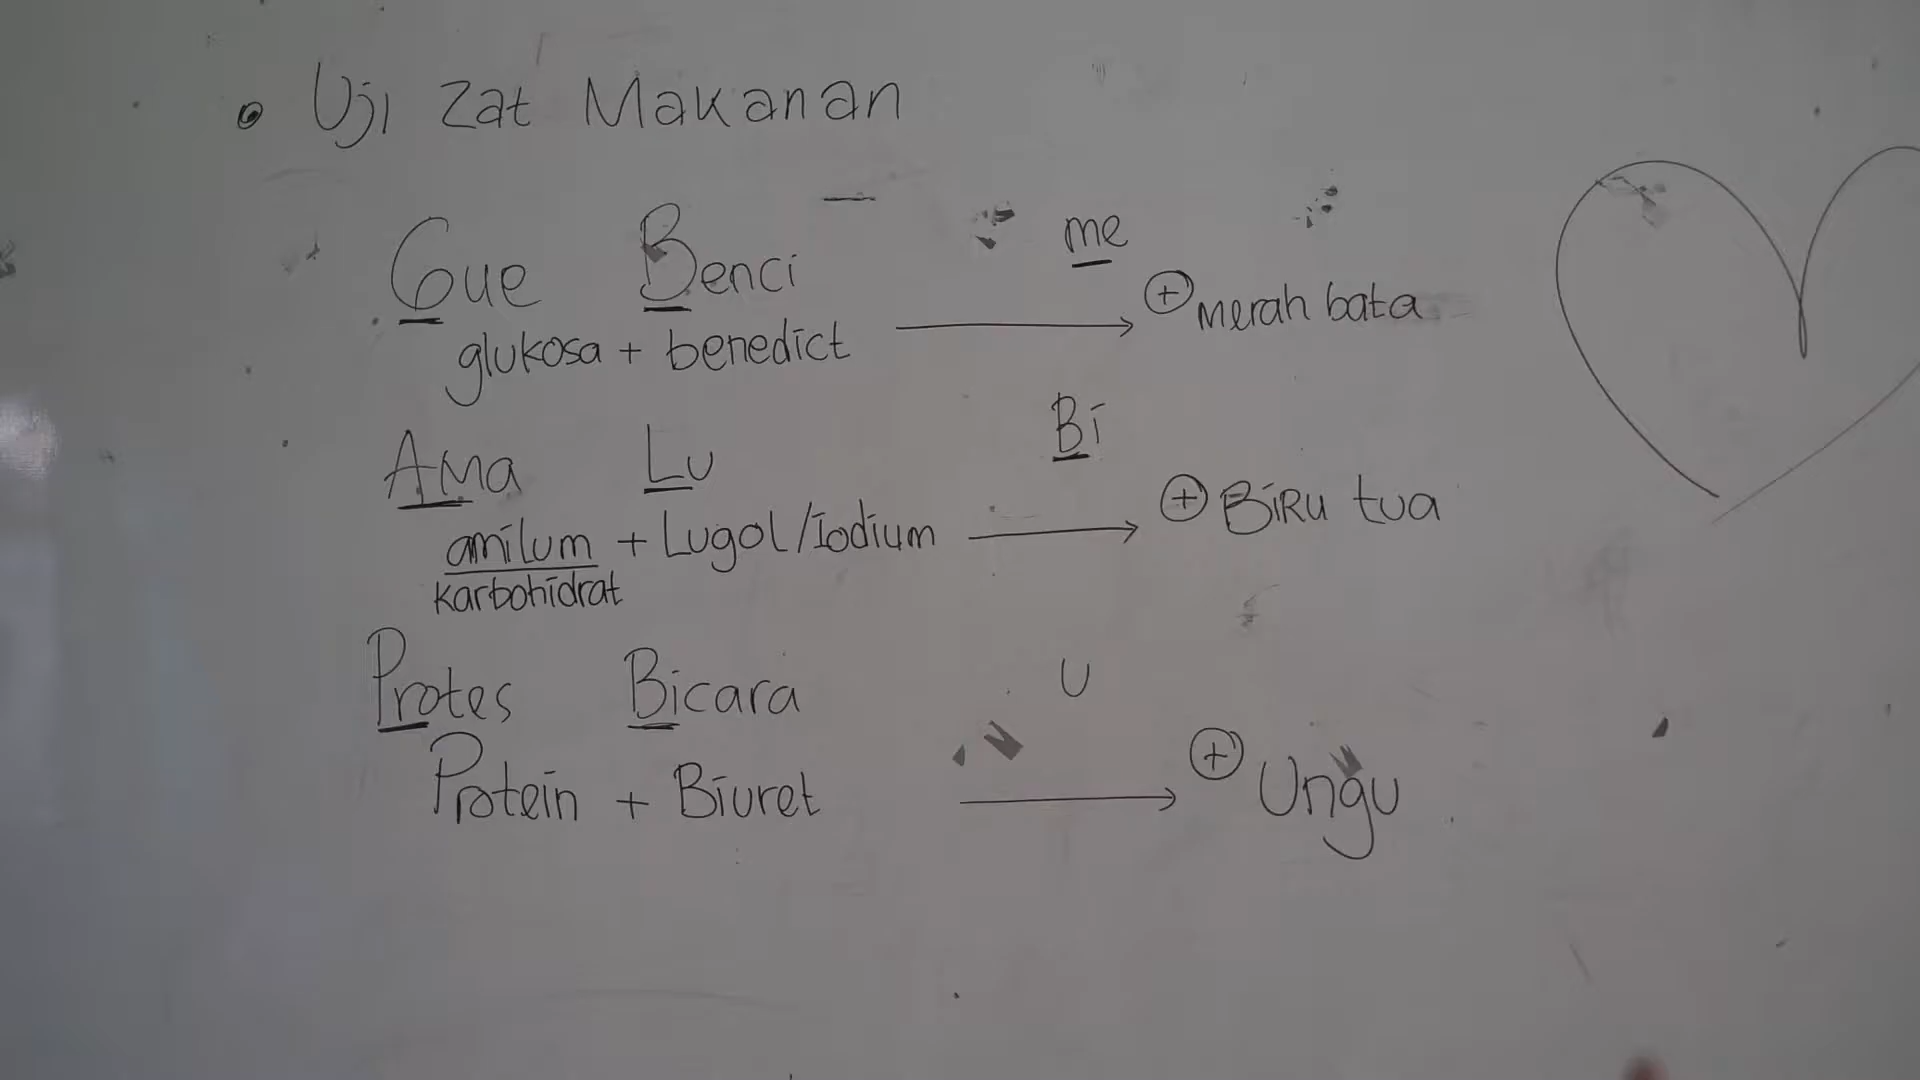 • Uji Zat Makanan
Gue Benci me
glukosa + benedict → ⊕ merah bata
Ama Lu Bi
amilum + Lugol/Iodium → ⊕ BiRu tua
karbohidrat
Protes Bicara U
Protein + Biuret → ⊕ Ungu